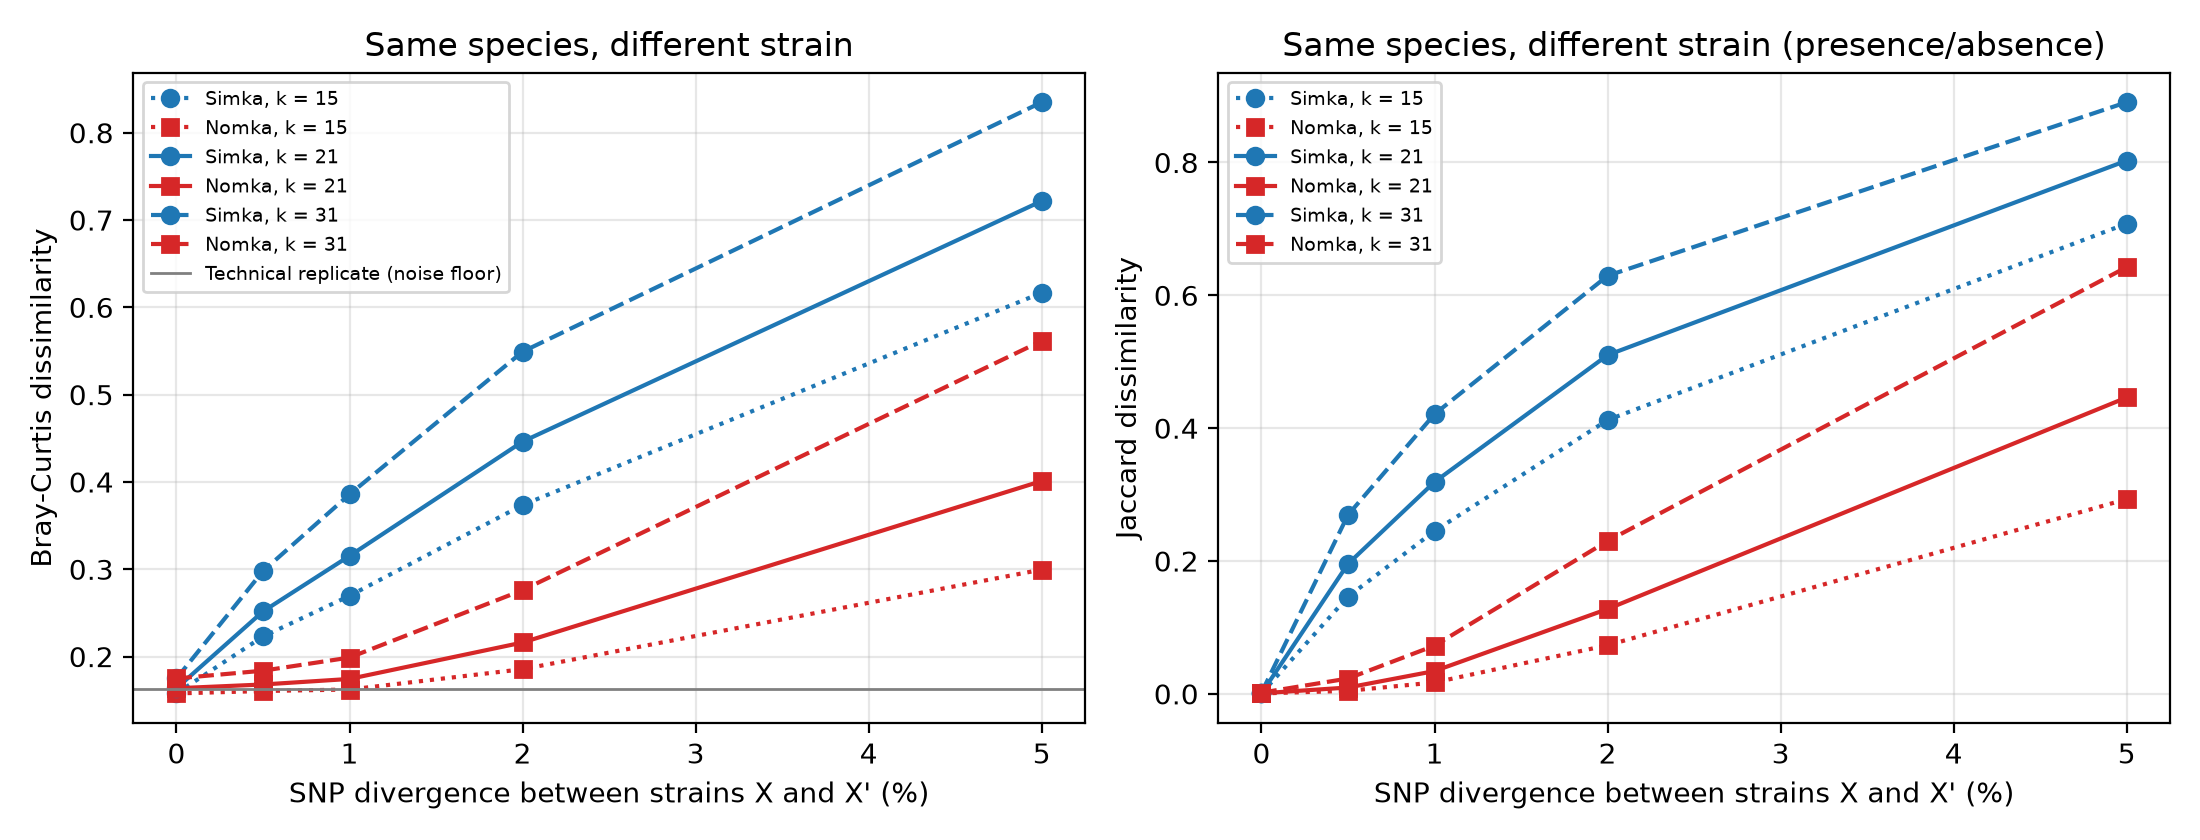 Same species, different strain
Simka, k = 15
Nomka, k = 15
Simka, k = 21
Nomka, k = 21
Simka, k = 31
Nomka, k = 31
Technical replicate (noise floor)
Bray-Curtis dissimilarity
0.8
0.7
0.6
0.5
0.4
0.3
0.2
0 1 2 3 4 5
SNP divergence between strains X and X' (%)
Same species, different strain (presence/absence)
Simka, k = 15
Nomka, k = 15
Simka, k = 21
Nomka, k = 21
Simka, k = 31
Nomka, k = 31
Jaccard dissimilarity
0.8
0.6
0.4
0.2
0.0
0 1 2 3 4 5
SNP divergence between strains X and X' (%)